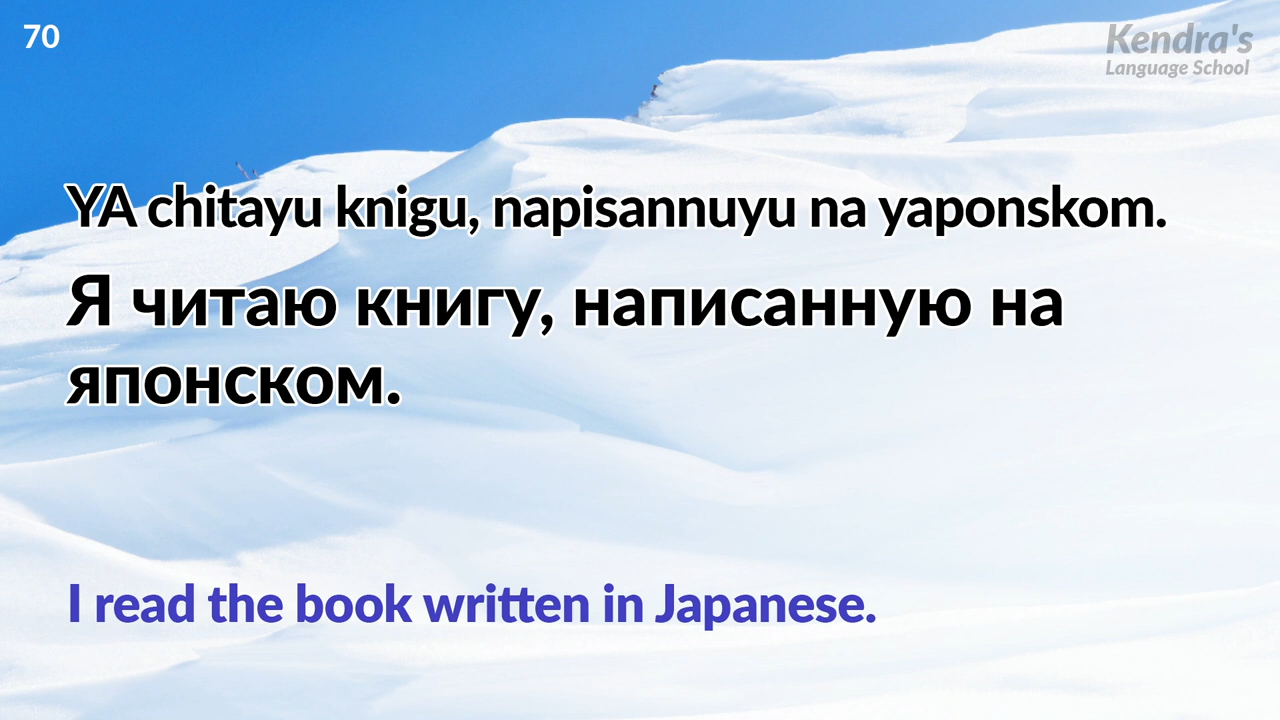 70
Kendra's
Language School
YA chitayu knigu, napisannuyu na yaponskom.
Я читаю книгу, написанную на
японском.
I read the book written in Japanese.